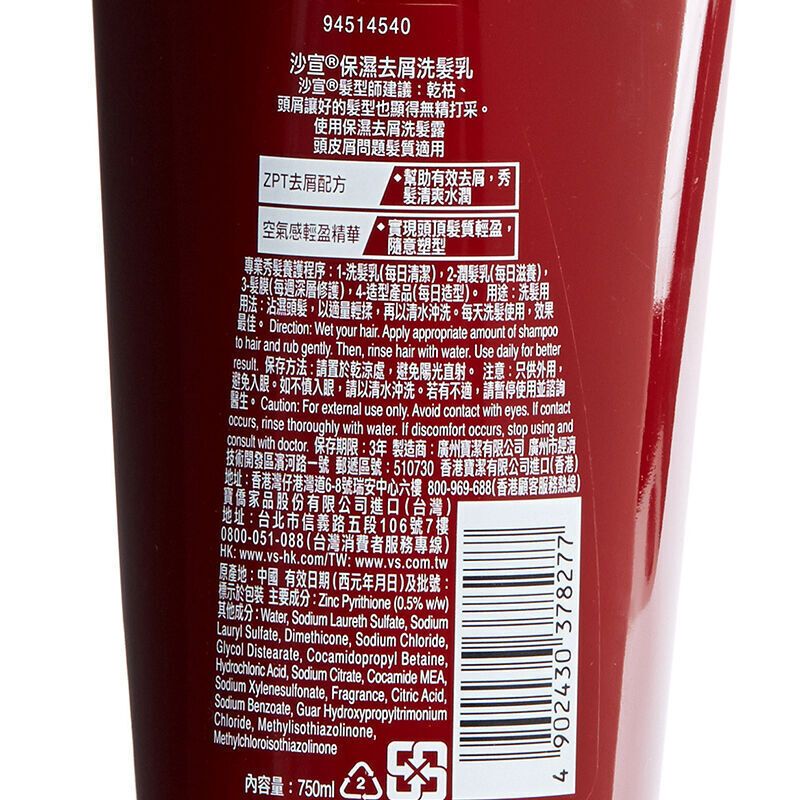 94514540
沙宣®保濕去屑洗髮乳
沙宣®髮型師建議：乾枯、
頭屑讓好的髮型也顯得無精打采。
使用保濕去屑洗髮露
頭皮屑問題髮質適用
ZPT去屑配方
◆幫助有效去屑，秀
髮清爽水潤
空氣感輕盈精華
◆實現頭頂髮質輕盈，
隨意塑型
專業秀髮養護程序：1-洗髮乳(每日清潔)，2-潤髮乳(每日滋養)，
3-髮膜(每週深層修護)，4-造型產品(每日造型)。 用途：洗髮用
用法：沾濕頭髮，以適量輕揉，再以清水沖洗。每天洗髮使用，效果
最佳。 Direction: Wet your hair. Apply appropriate amount of shampoo
to hair and rub gently. Then, rinse hair with water. Use daily for better
result. 保存方法：請置於乾涼處，避免陽光直射。 注意：只供外用，
避免入眼。如不慎入眼，請以清水沖洗。若有不適，請暫停使用並諮詢
醫生。 Caution: For external use only. Avoid contact with eyes. If contact
occurs, rinse thoroughly with water. If discomfort occurs, stop using and
consult with doctor. 保存期限：3年 製造商：廣州寶潔有限公司 廣州市經濟
技術開發區濱河路一號 郵遞區號：510730 香港寶潔有限公司進口(香港)
地址：香港灣仔港灣道6-8號瑞安中心六樓 800-969-688(香港顧客服務熱線)
寶僑家品股份有限公司進口(台灣)
地址：台北市信義路五段106號7樓
0800-051-088 (台灣消費者服務專線)
HK: www.vs-hk.com/TW: www.vs.com.tw
原產地：中國 有效日期(西元年月日)及批號：
標示於包裝 主要成分：Zinc Pyrithione (0.5% w/w)
其他成分：Water, Sodium Laureth Sulfate, Sodium
Lauryl Sulfate, Dimethicone, Sodium Chloride,
Glycol Distearate, Cocamidopropyl Betaine,
Hydrochloric Acid, Sodium Citrate, Cocamide MEA,
Sodium Xylenesulfonate, Fragrance, Citric Acid,
Sodium Benzoate, Guar Hydroxypropyltrimonium
Chloride, Methylisothiazolinone,
Methylchloroisothiazolinone
4 902430 378277
內容量：750ml
2